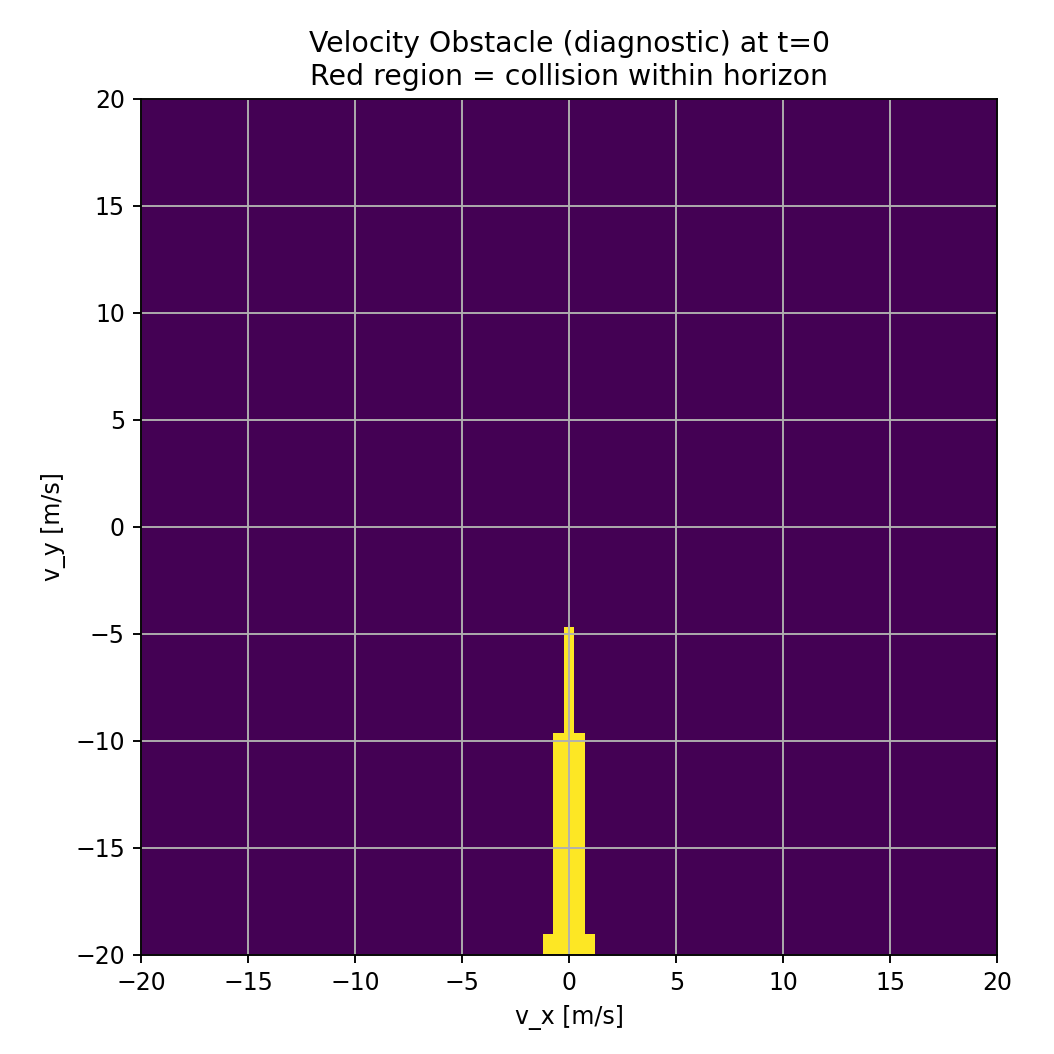 Velocity Obstacle (diagnostic) at t=0
Red region = collision within horizon
20
15
10
5
0
−5
−10
−15
−20
v_y [m/s]
−20 −15 −10 −5 0 5 10 15 20
v_x [m/s]